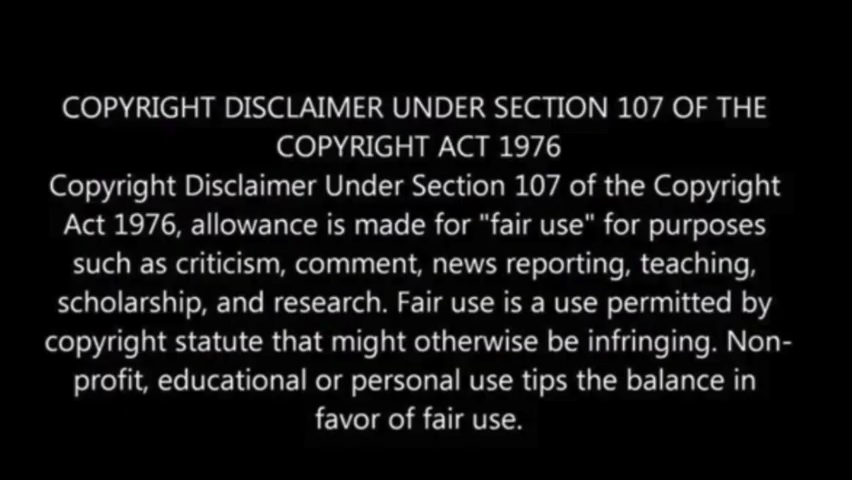 COPYRIGHT DISCLAIMER UNDER SECTION 107 OF THE
COPYRIGHT ACT 1976
Copyright Disclaimer Under Section 107 of the Copyright
Act 1976, allowance is made for "fair use" for purposes
such as criticism, comment, news reporting, teaching,
scholarship, and research. Fair use is a use permitted by
copyright statute that might otherwise be infringing. Non-
profit, educational or personal use tips the balance in
favor of fair use.